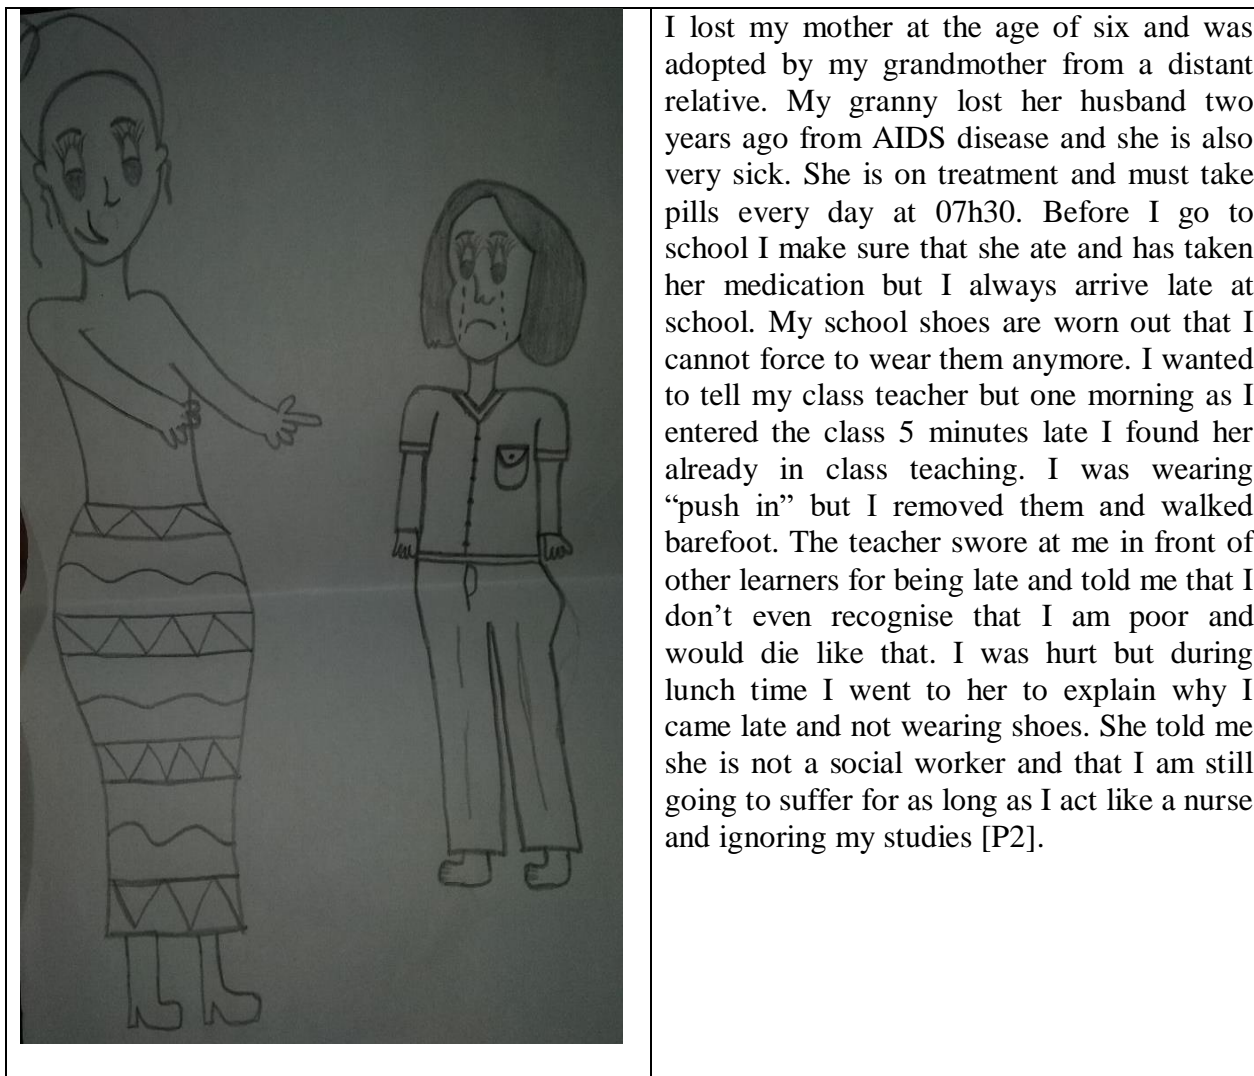 I lost my mother at the age of six and was
adopted by my grandmother from a distant
relative. My granny lost her husband two
years ago from AIDS disease and she is also
very sick. She is on treatment and must take
pills every day at 07h30. Before I go to
school I make sure that she ate and has taken
her medication but I always arrive late at
school. My school shoes are worn out that I
cannot force to wear them anymore. I wanted
to tell my class teacher but one morning as I
entered the class 5 minutes late I found her
already in class teaching. I was wearing
“push in” but I removed them and walked
barefoot. The teacher swore at me in front of
other learners for being late and told me that I
don’t even recognise that I am poor and
would die like that. I was hurt but during
lunch time I went to her to explain why I
came late and not wearing shoes. She told me
she is not a social worker and that I am still
going to suffer for as long as I act like a nurse
and ignoring my studies [P2].